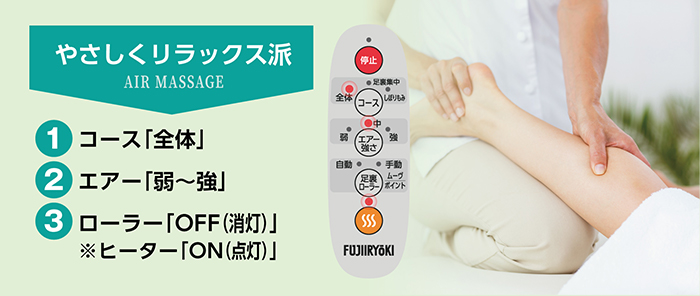 やさしくリラックス派
AIR MASSAGE
1 コース「全体」
2 エアー「弱～強」
3 ローラー「OFF（消灯）」
※ヒーター「ON（点灯）」
停止
足裏集中
全体
コース
しぼりもみ
中
弱
エアー
強さ
強
自動
手動
足裏
ローラー
ムーヴ
ポイント
FUJIIRYOKI